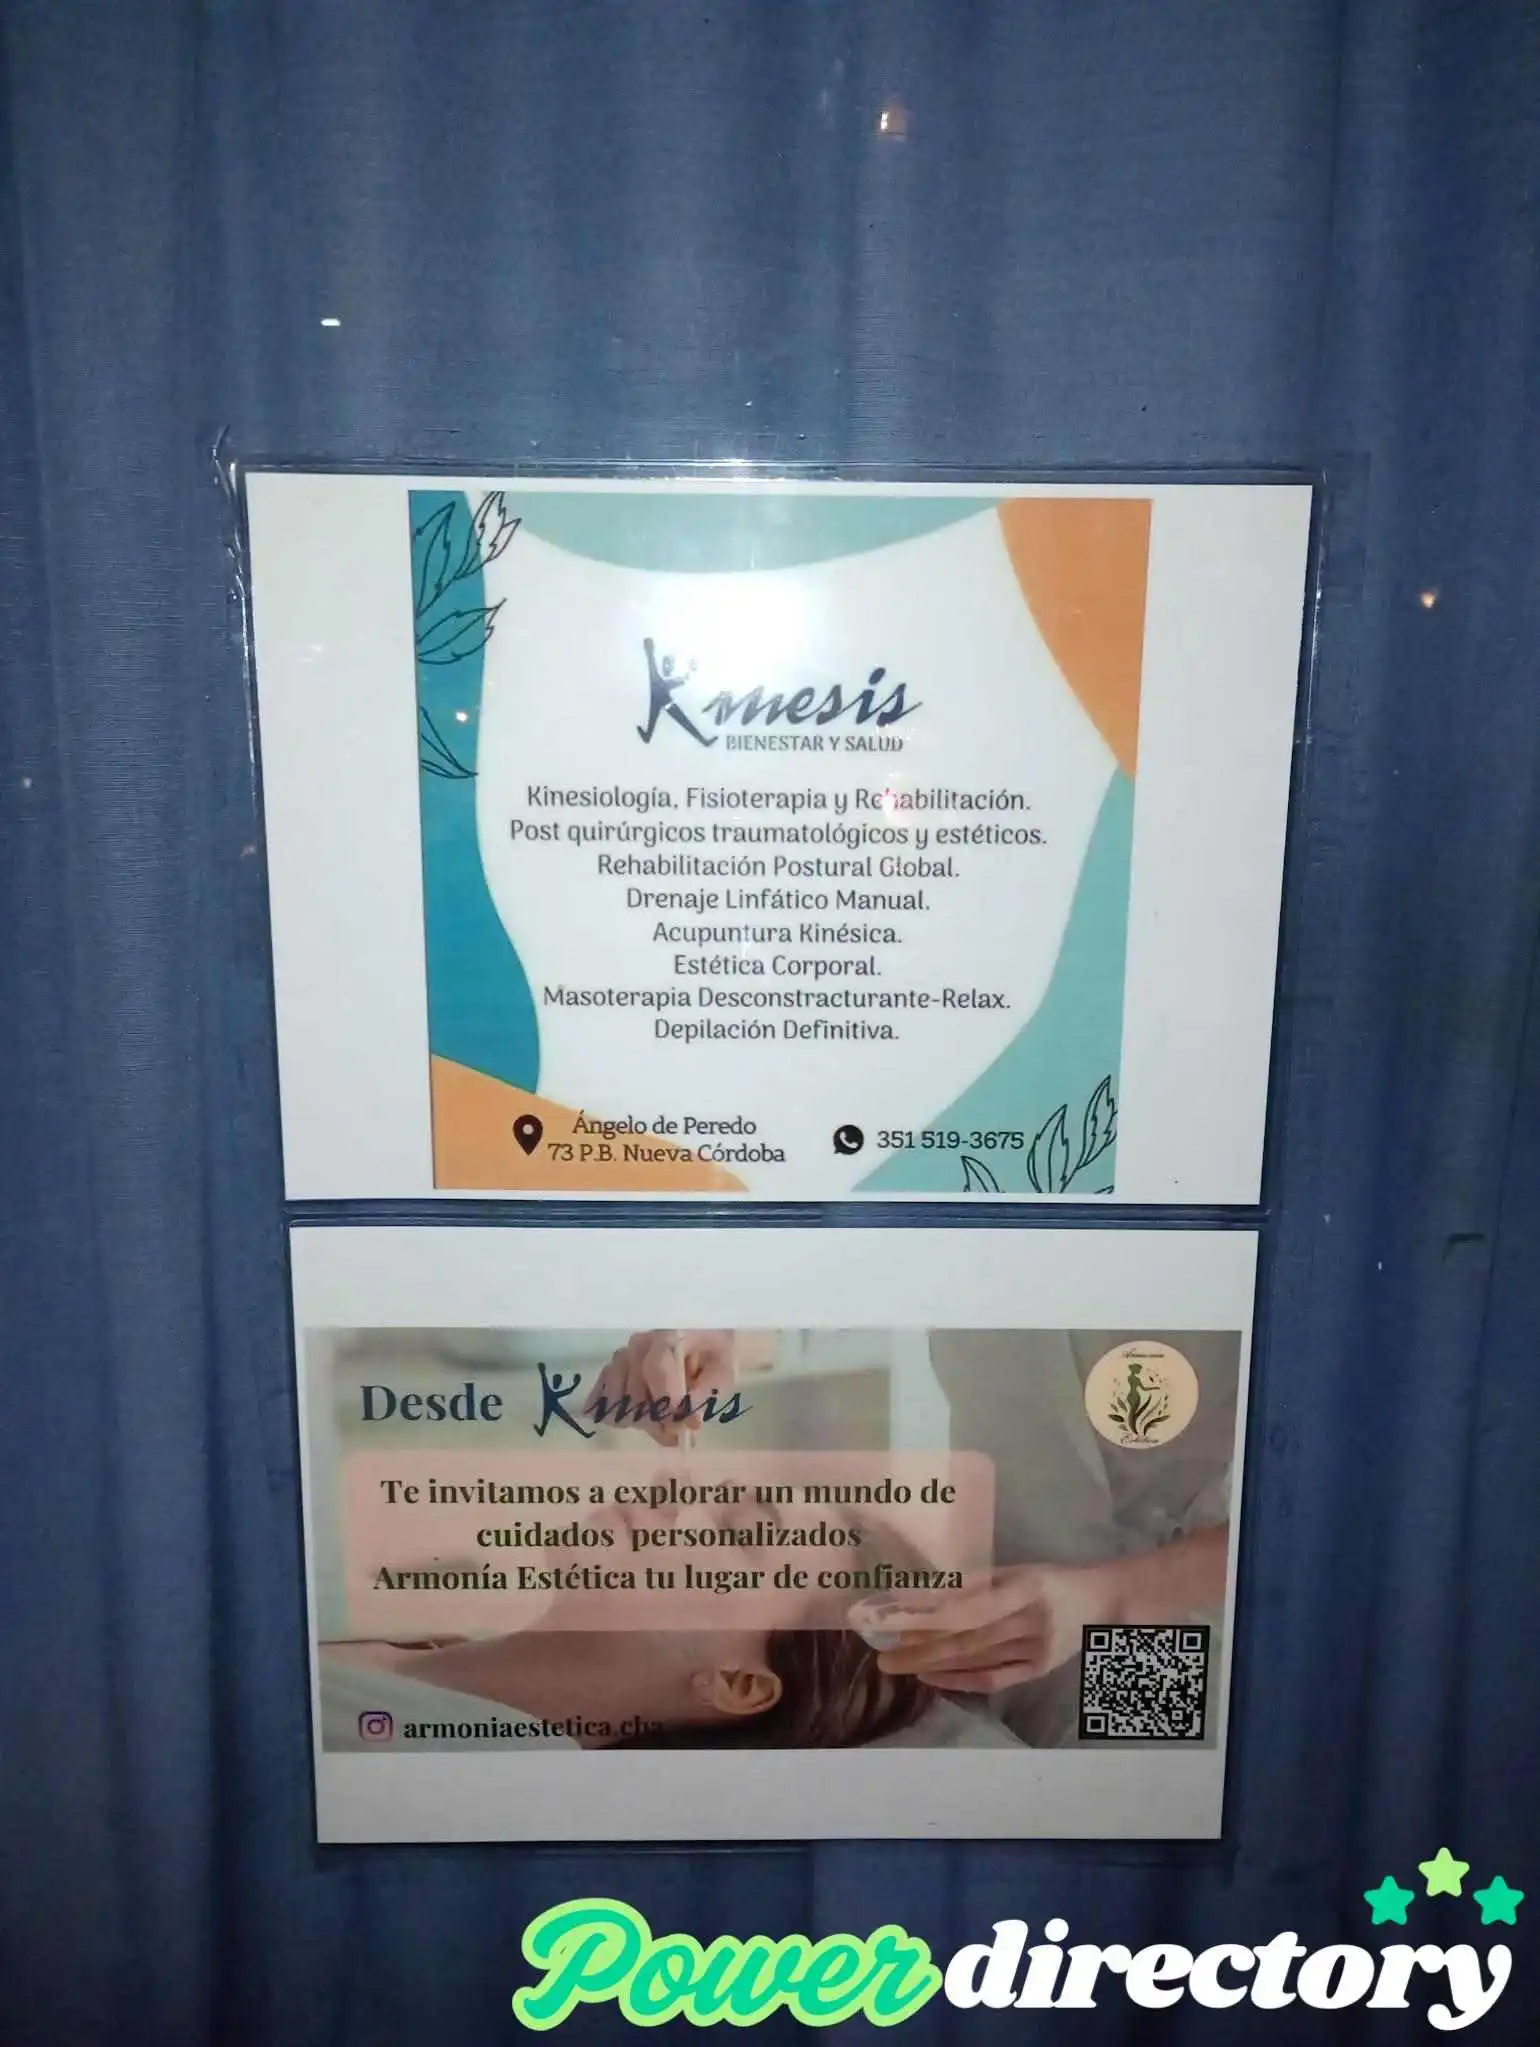 Kinesis
BIENESTAR Y SALUD
Kinesiología, Fisioterapia y Rehabilitación.
Post quirúrgicos traumatológicos y estéticos.
Rehabilitación Postural Global.
Drenaje Linfático Manual.
Acupuntura Kinésica.
Estética Corporal.
Masoterapia Desconstracturante-Relax.
Depilación Definitiva.
Ángelo de Peredo
73 P.B. Nueva Córdoba
351 519-3675
Desde Kinesis
Armonía
Estética
Te invitamos a explorar un mundo de
cuidados personalizados
Armonía Estética tu lugar de confianza
armoniaestetica.cba
Power directory